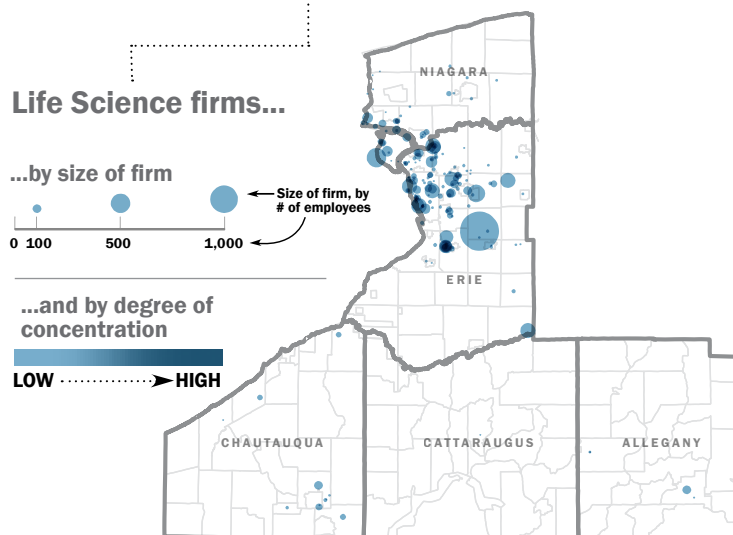 NIAGARA
Life Science firms...
...by size of firm
Size of firm, by
# of employees
0 100 500 1,000
ERIE
...and by degree of
concentration
LOW HIGH
CHAUTAUQUA CATTARAUGUS ALLEGANY